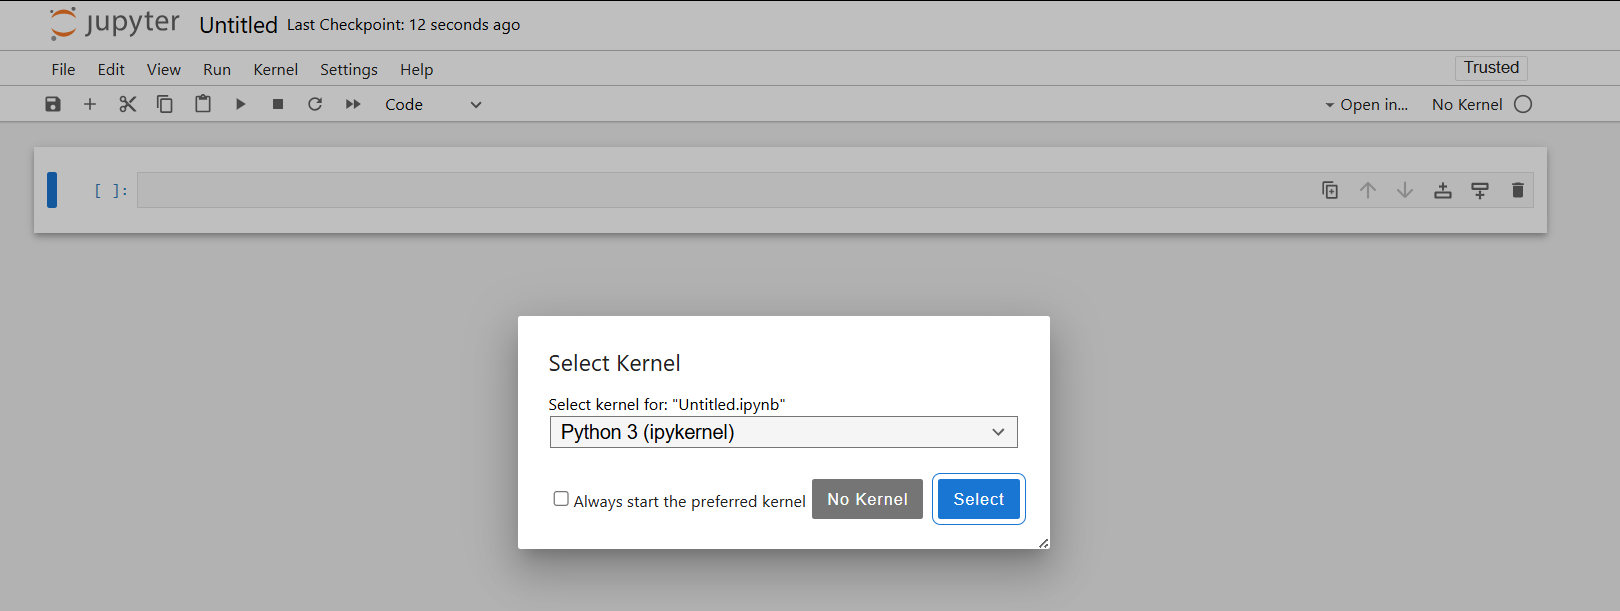 jupyter Untitled Last Checkpoint: 12 seconds ago
File Edit View Run Kernel Settings Help Trusted
Code Open in... No Kernel
[ ]:
Select Kernel
Select kernel for: "Untitled.ipynb"
Python 3 (ipykernel)
Always start the preferred kernel No Kernel Select